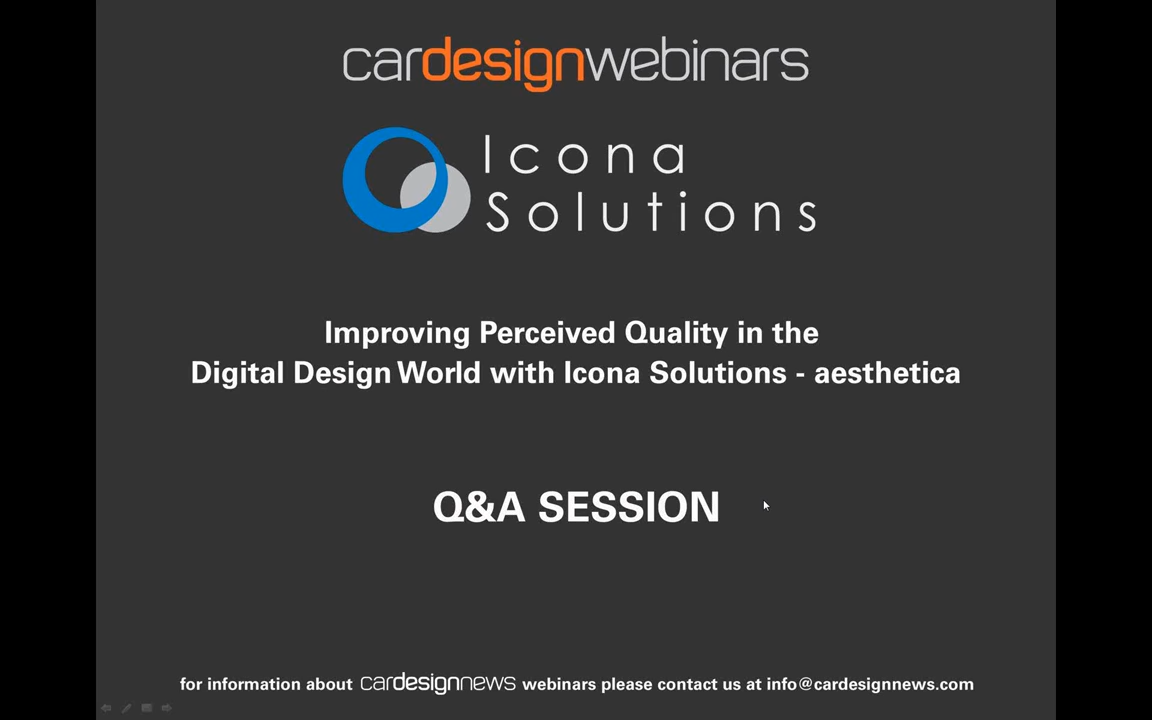 cardesignwebinars
Icona
Solutions
Improving Perceived Quality in the
Digital Design World with Icona Solutions - aesthetica
Q&A SESSION
for information about cardesignnews webinars please contact us at info@cardesignnews.com